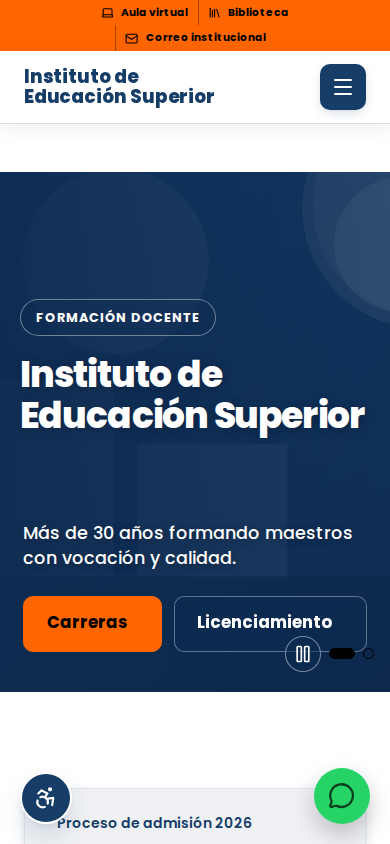 Aula virtual
Biblioteca
Correo institucional
Instituto de
Educación Superior
FORMACIÓN DOCENTE
Instituto de
Educación Superior
Más de 30 años formando maestros
con vocación y calidad.
Carreras
Licenciamiento
Proceso de admisión 2026